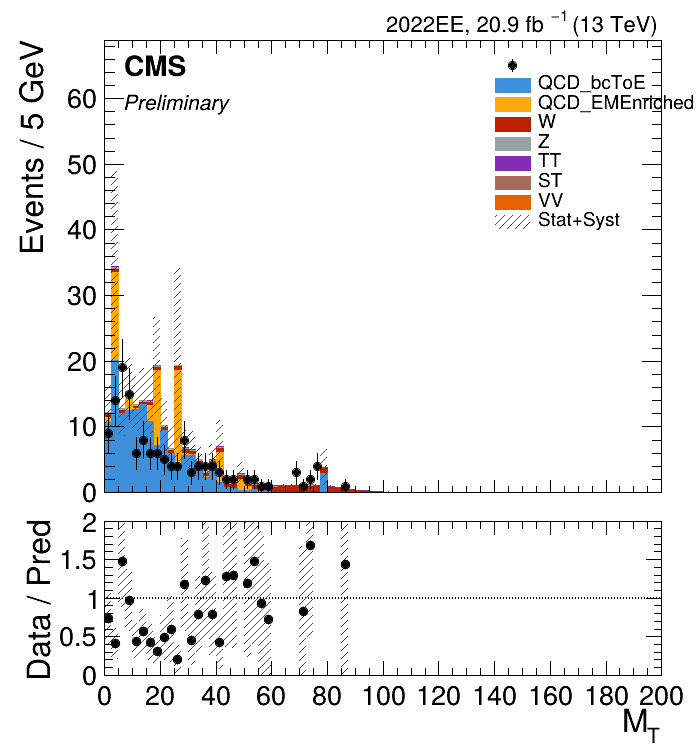 2022EE, 20.9 fb⁻¹ (13 TeV)
Events / 5 GeV
CMS
Preliminary
QCD_bcToE
QCD_EMEnriched
W
Z
TT
ST
VV
Stat+Syst
60
50
40
30
20
10
0
Data / Pred
2
1.5
1
0.5
0
0 20 40 60 80 100 120 140 160 180 200
M_T